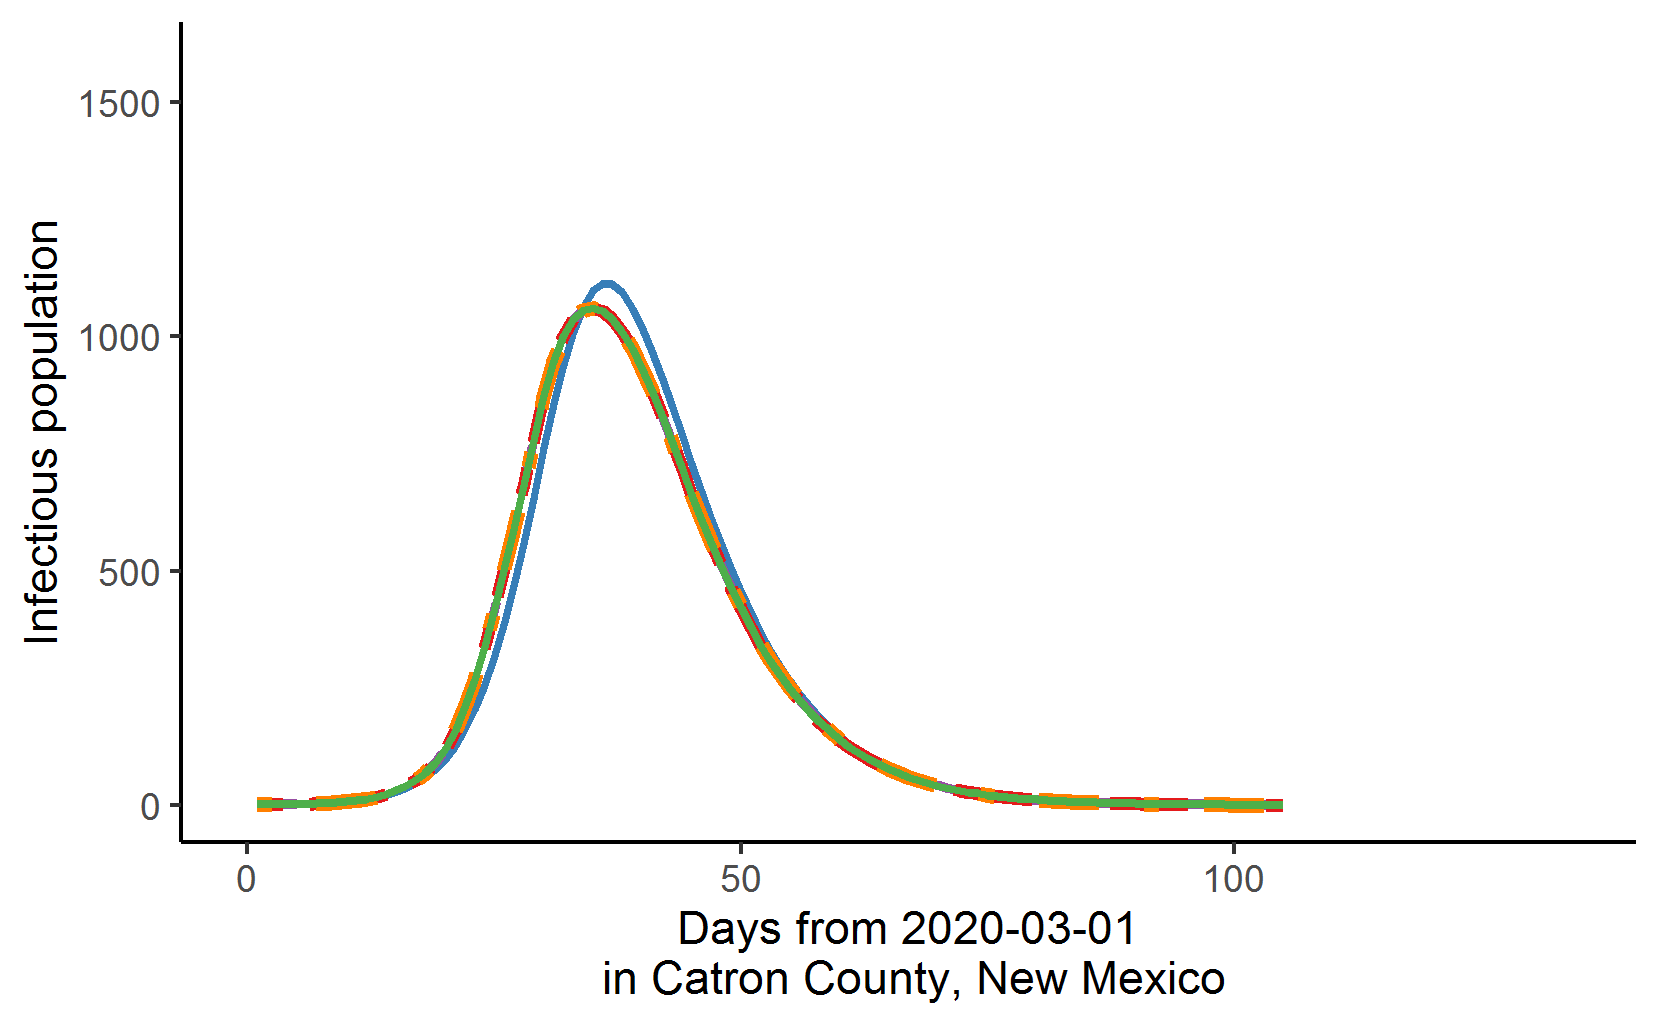 Infectious population
1500
1000
500
0
0 50 100
Days from 2020-03-01
in Catron County, New Mexico